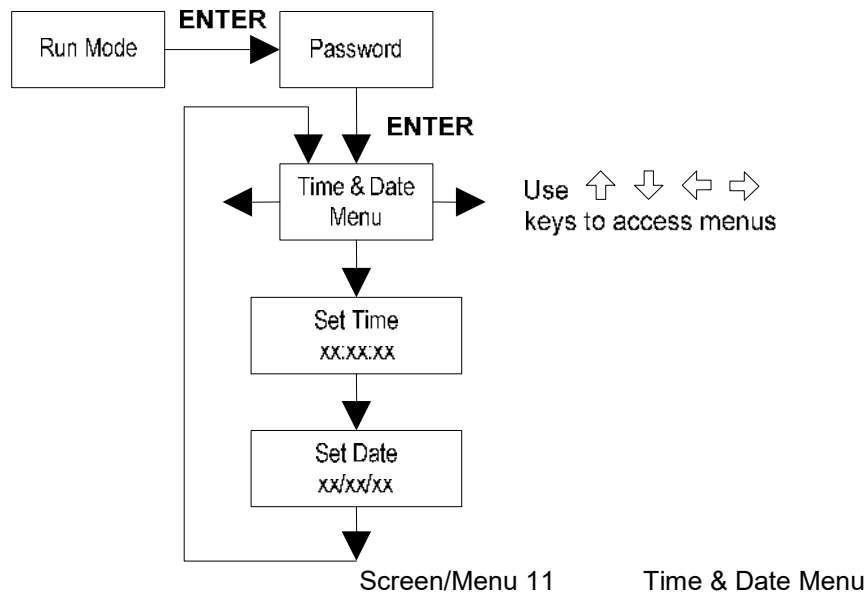 ENTER
Run Mode
Password
ENTER
Time & Date
Menu
Use ⇧ ⇩ ⇦ ⇨
keys to access menus
Set Time
xx:xx:xx
Set Date
xx/xx/xx
Screen/Menu 11 Time & Date Menu